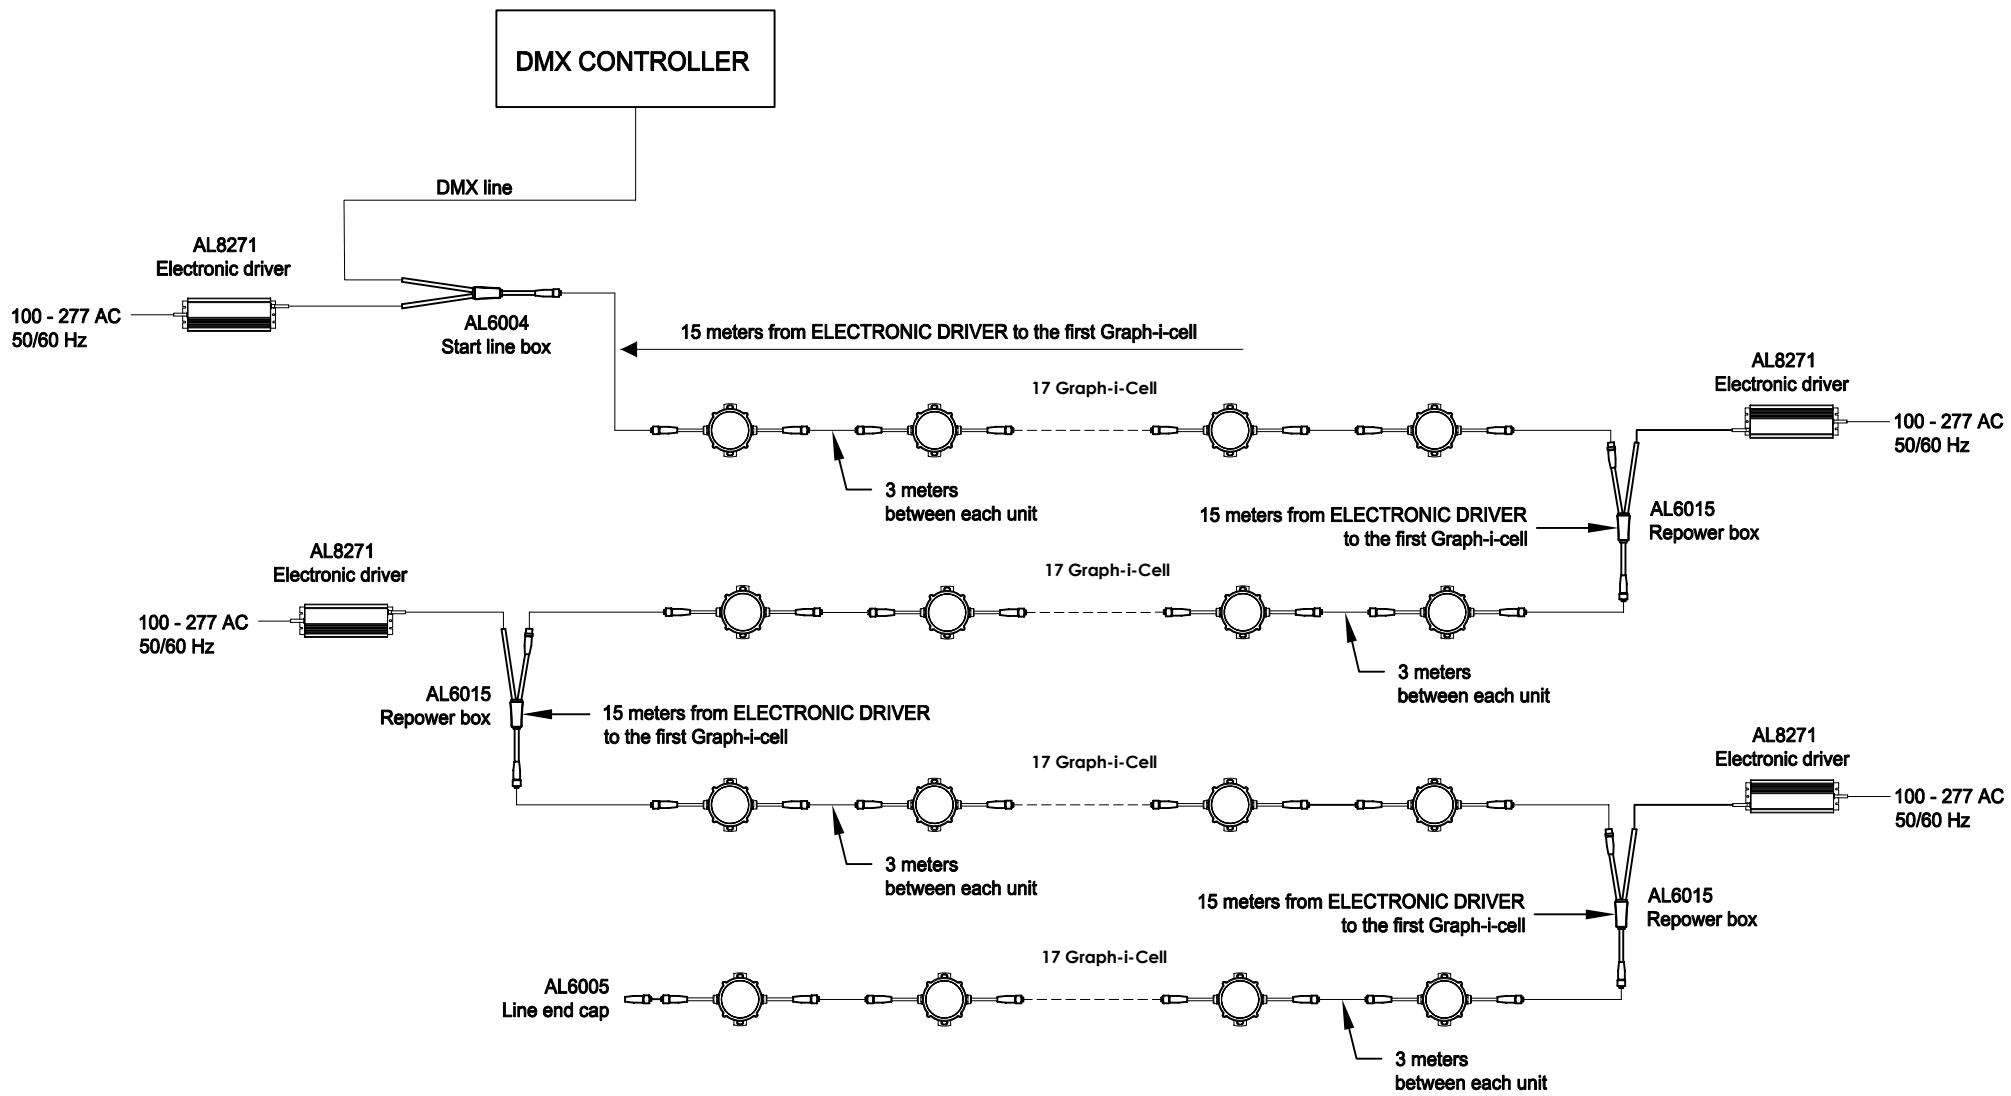 DMX CONTROLLER
DMX line
AL8271
Electronic driver
100 - 277 AC
50/60 Hz
AL6004
Start line box
15 meters from ELECTRONIC DRIVER to the first Graph-i-cell
17 Graph-i-Cell
AL8271
Electronic driver
100 - 277 AC
50/60 Hz
3 meters
between each unit
15 meters from ELECTRONIC DRIVER
to the first Graph-i-cell
AL6015
Repower box
AL8271
Electronic driver
100 - 277 AC
50/60 Hz
17 Graph-i-Cell
3 meters
between each unit
AL6015
Repower box
15 meters from ELECTRONIC DRIVER
to the first Graph-i-cell
17 Graph-i-Cell
AL8271
Electronic driver
100 - 277 AC
50/60 Hz
3 meters
between each unit
15 meters from ELECTRONIC DRIVER
to the first Graph-i-cell
AL6015
Repower box
17 Graph-i-Cell
AL6005
Line end cap
3 meters
between each unit